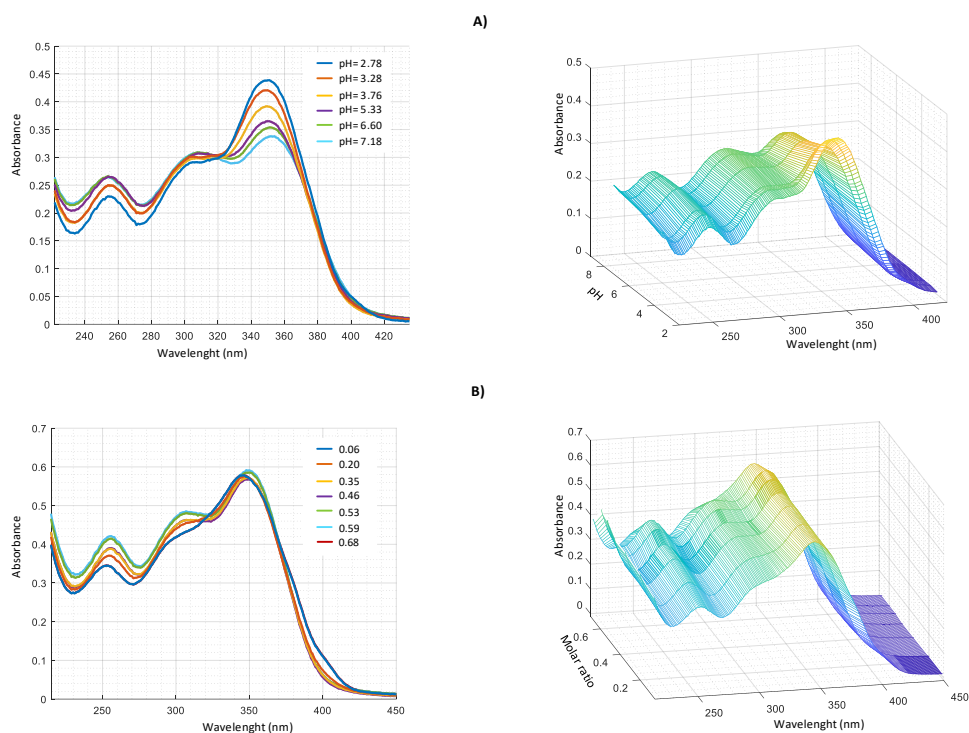 A)
0.5
0.45
0.4
0.35
0.3
0.25
0.2
0.15
0.1
0.05
0
Absorbance
240 260 280 300 320 340 360 380 400 420
Wavelenght (nm)
pH= 2.78
pH= 3.28
pH= 3.76
pH= 5.33
pH= 6.60
pH= 7.18
0.5
0.4
0.3
0.2
0.1
0
Absorbance
8
6
4
2
pH
250 300 350 400
Wavelenght (nm)
B)
0.7
0.6
0.5
0.4
0.3
0.2
0.1
0
Absorbance
250 300 350 400 450
Wavelenght (nm)
0.06
0.20
0.35
0.46
0.53
0.59
0.68
0.7
0.6
0.5
0.4
0.3
0.2
0.1
0
Absorbance
0.6
0.4
0.2
Molar ratio
250 300 350 400 450
Wavelenght (nm)